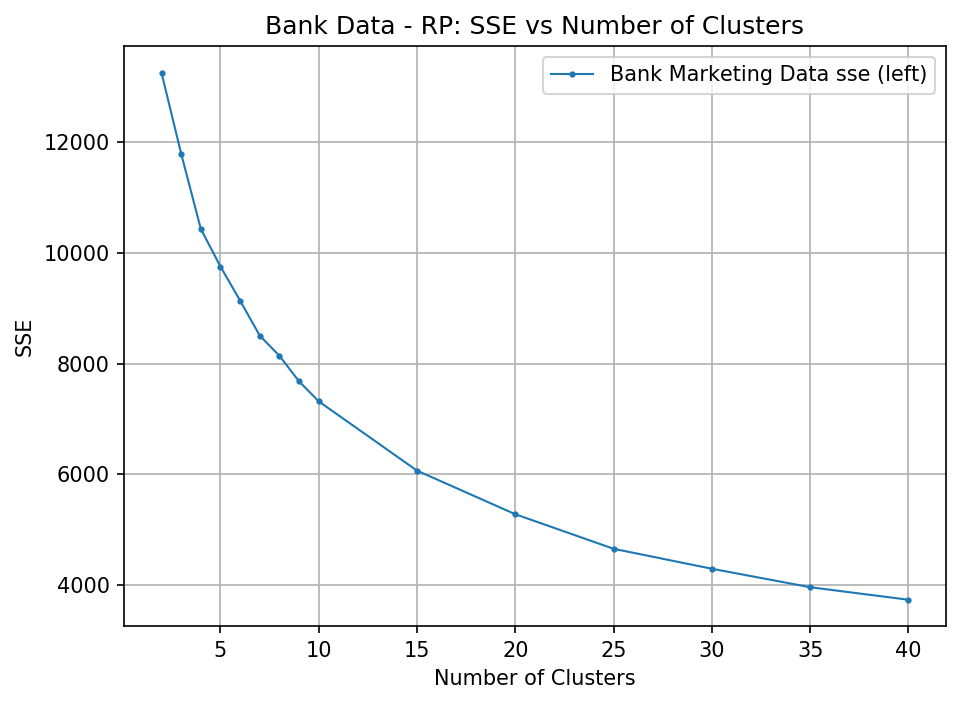 Bank Data - RP: SSE vs Number of Clusters
Bank Marketing Data sse (left)
12000
10000
8000
6000
4000
SSE
5 10 15 20 25 30 35 40
Number of Clusters